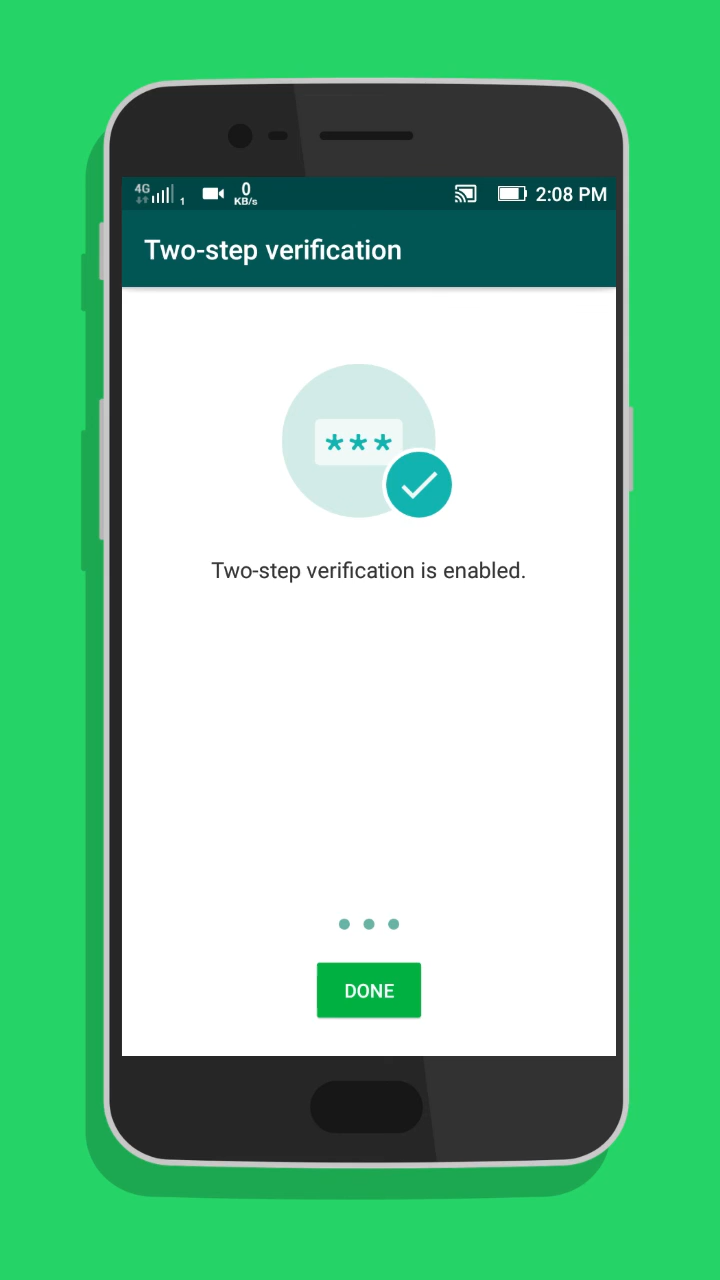 4G 1 0 KB/s 2:08 PM
Two-step verification
***
Two-step verification is enabled.
DONE